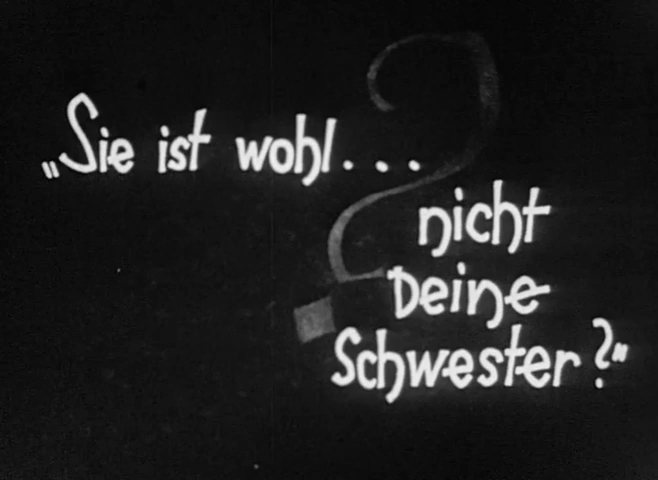 „Sie ist wohl....
nicht
Deine
Schwester?"